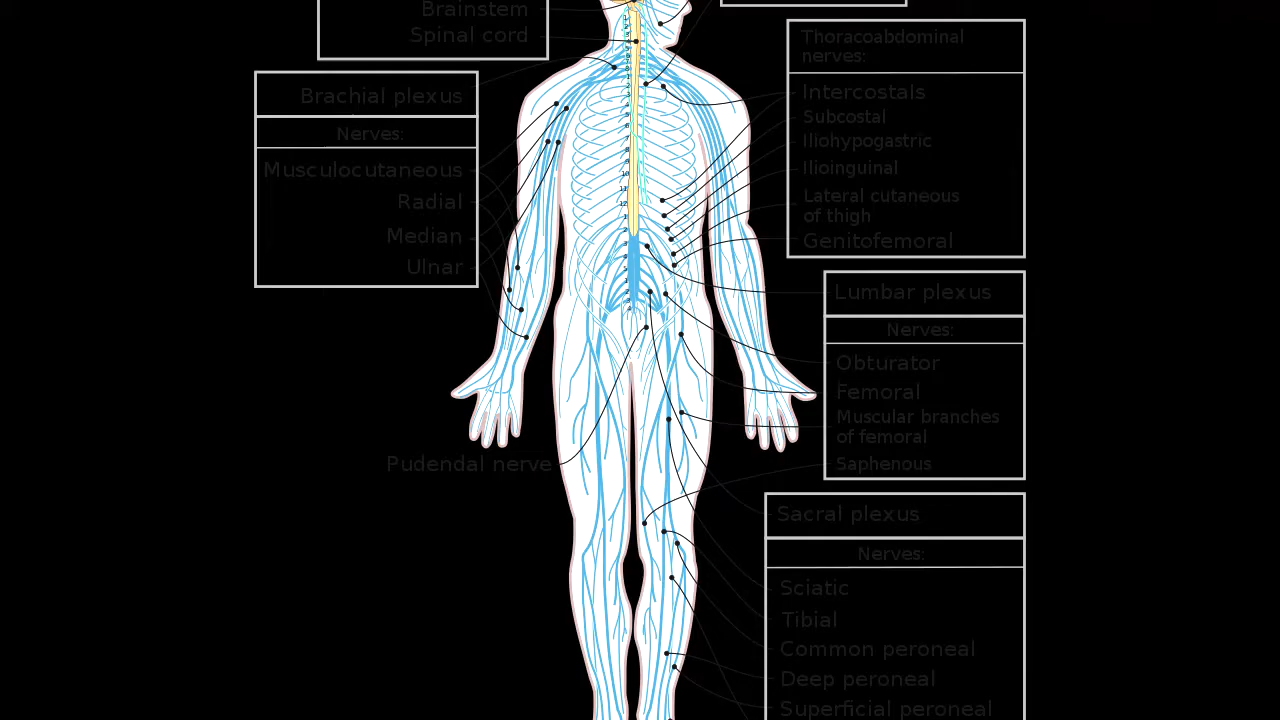 Brainstem
Spinal cord
Brachial plexus
Nerves:
Musculocutaneous
Radial
Median
Ulnar
Pudendal nerve
Thoracoabdominal
nerves:
Intercostals
Subcostal
Iliohypogastric
Ilioinguinal
Lateral cutaneous
of thigh
Genitofemoral
Lumbar plexus
Nerves:
Obturator
Femoral
Muscular branches
of femoral
Saphenous
Sacral plexus
Nerves:
Sciatic
Tibial
Common peroneal
Deep peroneal
Superficial peroneal